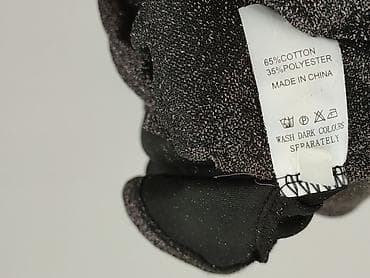 65%COTTON
35%POLYESTER
MADE IN CHINA
WASH DARK COLOURS
SEPARATELY